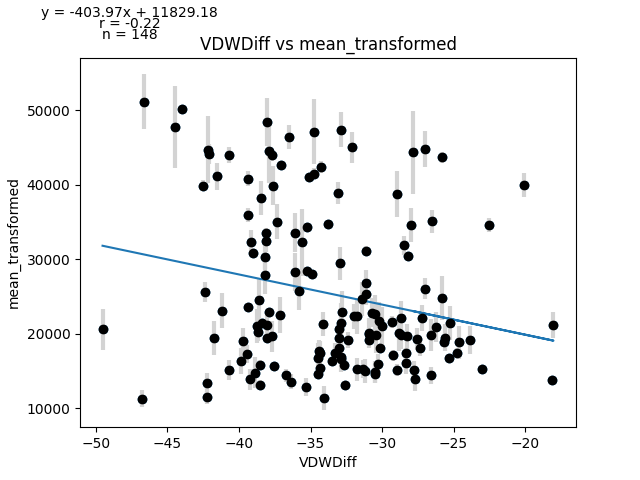 y = -403.97x + 11829.18
r = -0.22
n = 148
VDWDiff vs mean_transformed
mean_transformed
50000
40000
30000
20000
10000
−50
−45
−40
−35
−30
−25
−20
VDWDiff